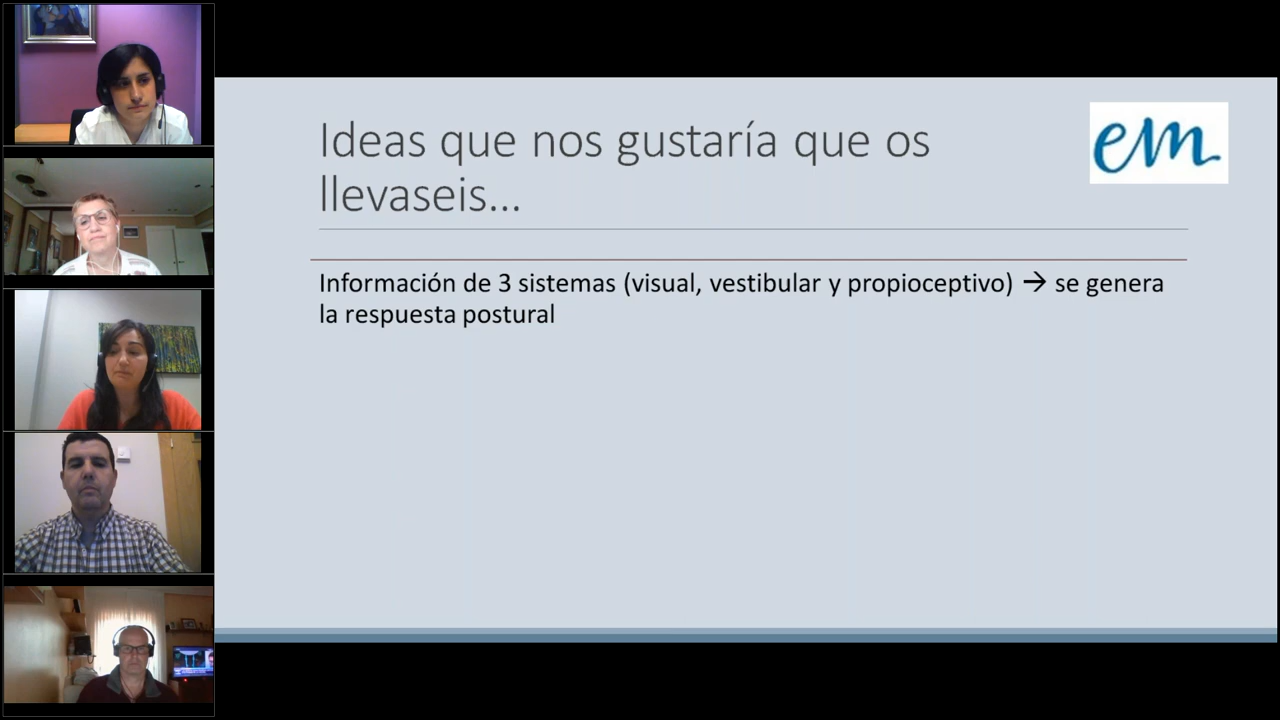 Ideas que nos gustaría que os
llevaseis...
em
Información de 3 sistemas (visual, vestibular y propioceptivo) → se genera
la respuesta postural